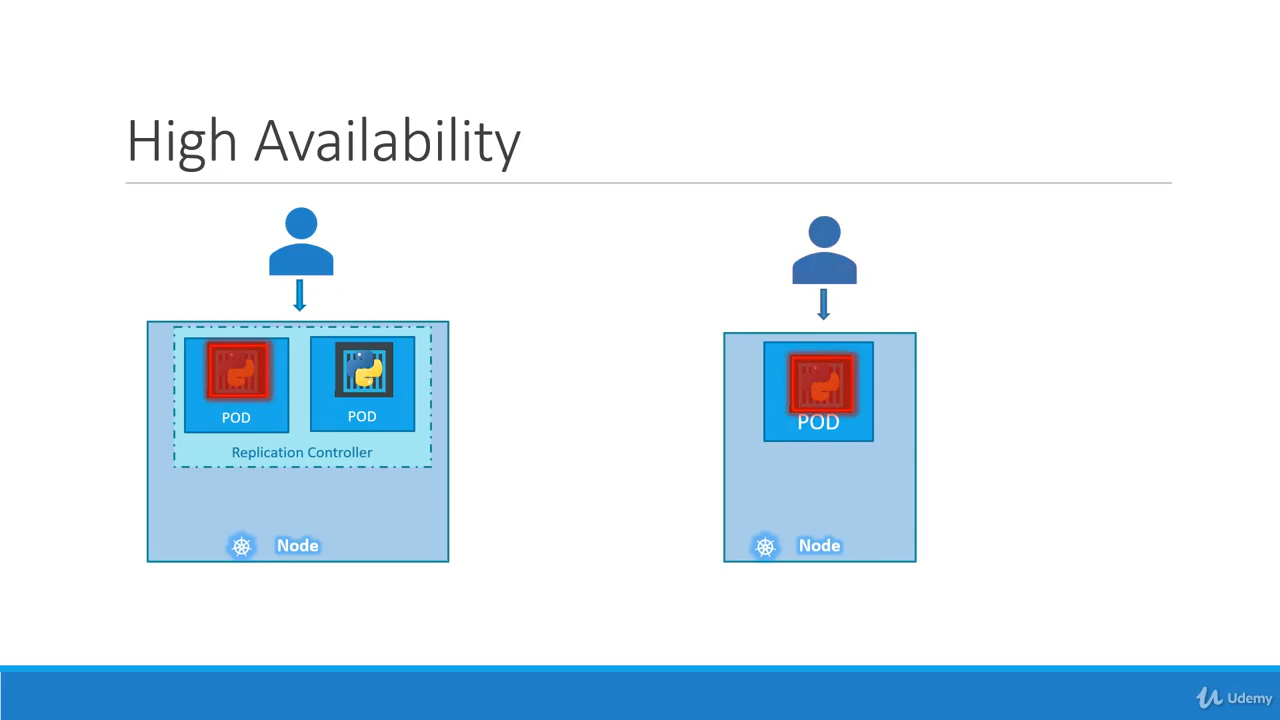 High Availability
POD
POD
Replication Controller
Node
POD
Node
Udemy